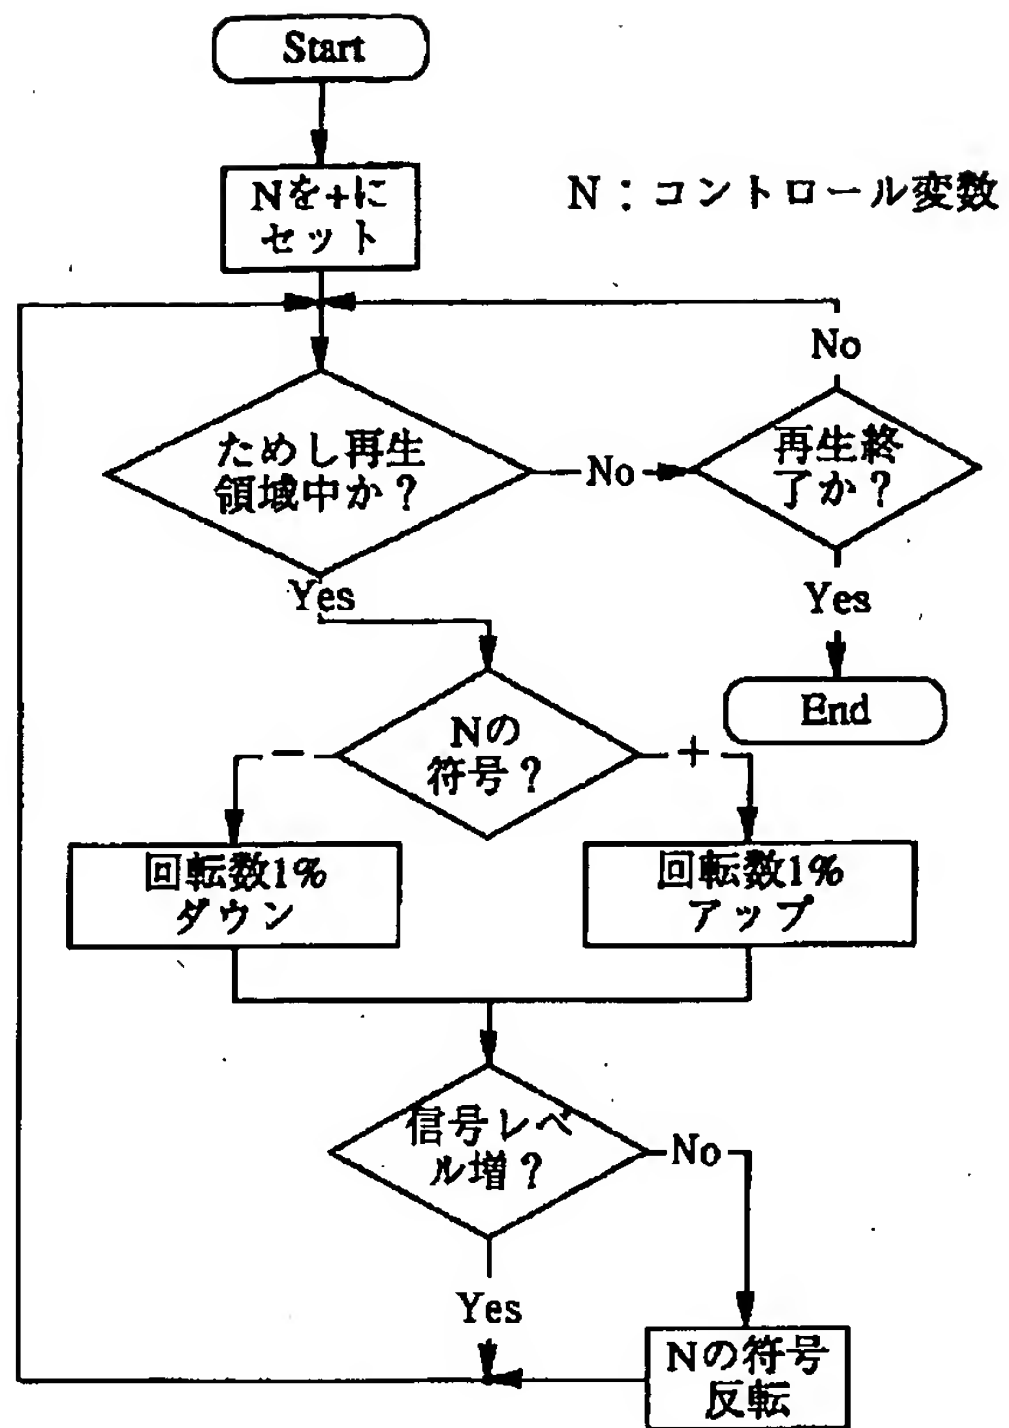 Start
Nを+に
セット
N：コントロール変数
No
ためし再生
領域中か？
No
再生終
了か？
Yes
Yes
End
Nの
符号？
−
+
回転数1%
ダウン
回転数1%
アップ
信号レベ
ル増？
No
Yes
Nの符号
反転